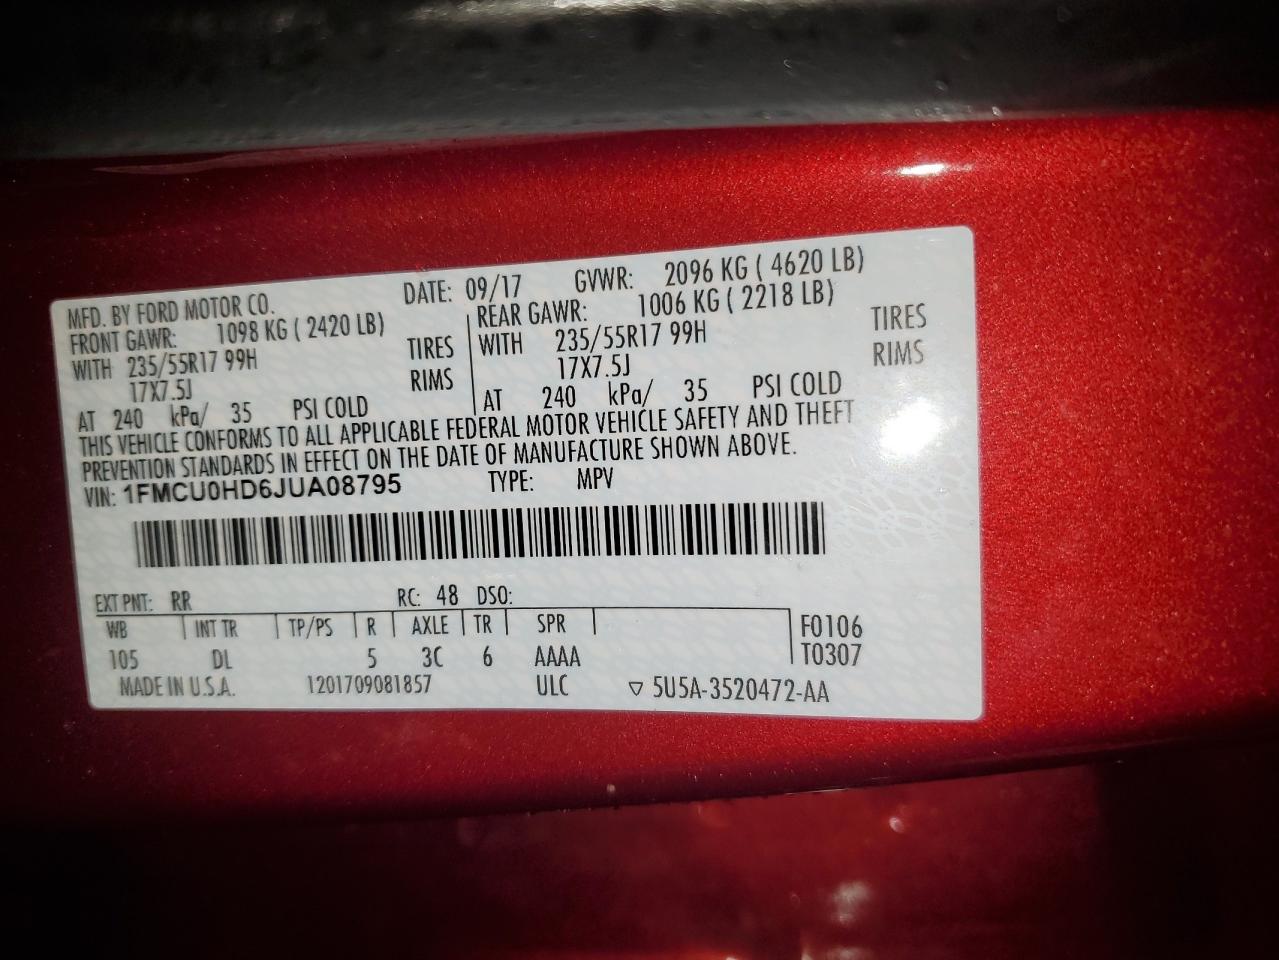 MFD. BY FORD MOTOR CO. DATE: 09/17 GVWR: 2096 KG ( 4620 LB)
FRONT GAWR: 1098 KG ( 2420 LB) REAR GAWR: 1006 KG ( 2218 LB)
WITH 235/55R17 99H TIRES WITH 235/55R17 99H TIRES
17X7.5J RIMS 17X7.5J RIMS
AT 240 kPa/ 35 PSI COLD AT 240 kPa/ 35 PSI COLD
THIS VEHICLE CONFORMS TO ALL APPLICABLE FEDERAL MOTOR VEHICLE SAFETY AND THEFT
PREVENTION STANDARDS IN EFFECT ON THE DATE OF MANUFACTURE SHOWN ABOVE.
VIN: 1FMCU0HD6JUA08795 TYPE: MPV
EXT PNT: RR RC: 48 DSO:
WB INT TR TP/PS R AXLE TR SPR F0106
105 DL 5 3C 6 AAAA T0307
MADE IN U.S.A. 1201709081857 ULC ▽ 5U5A-3520472-AA